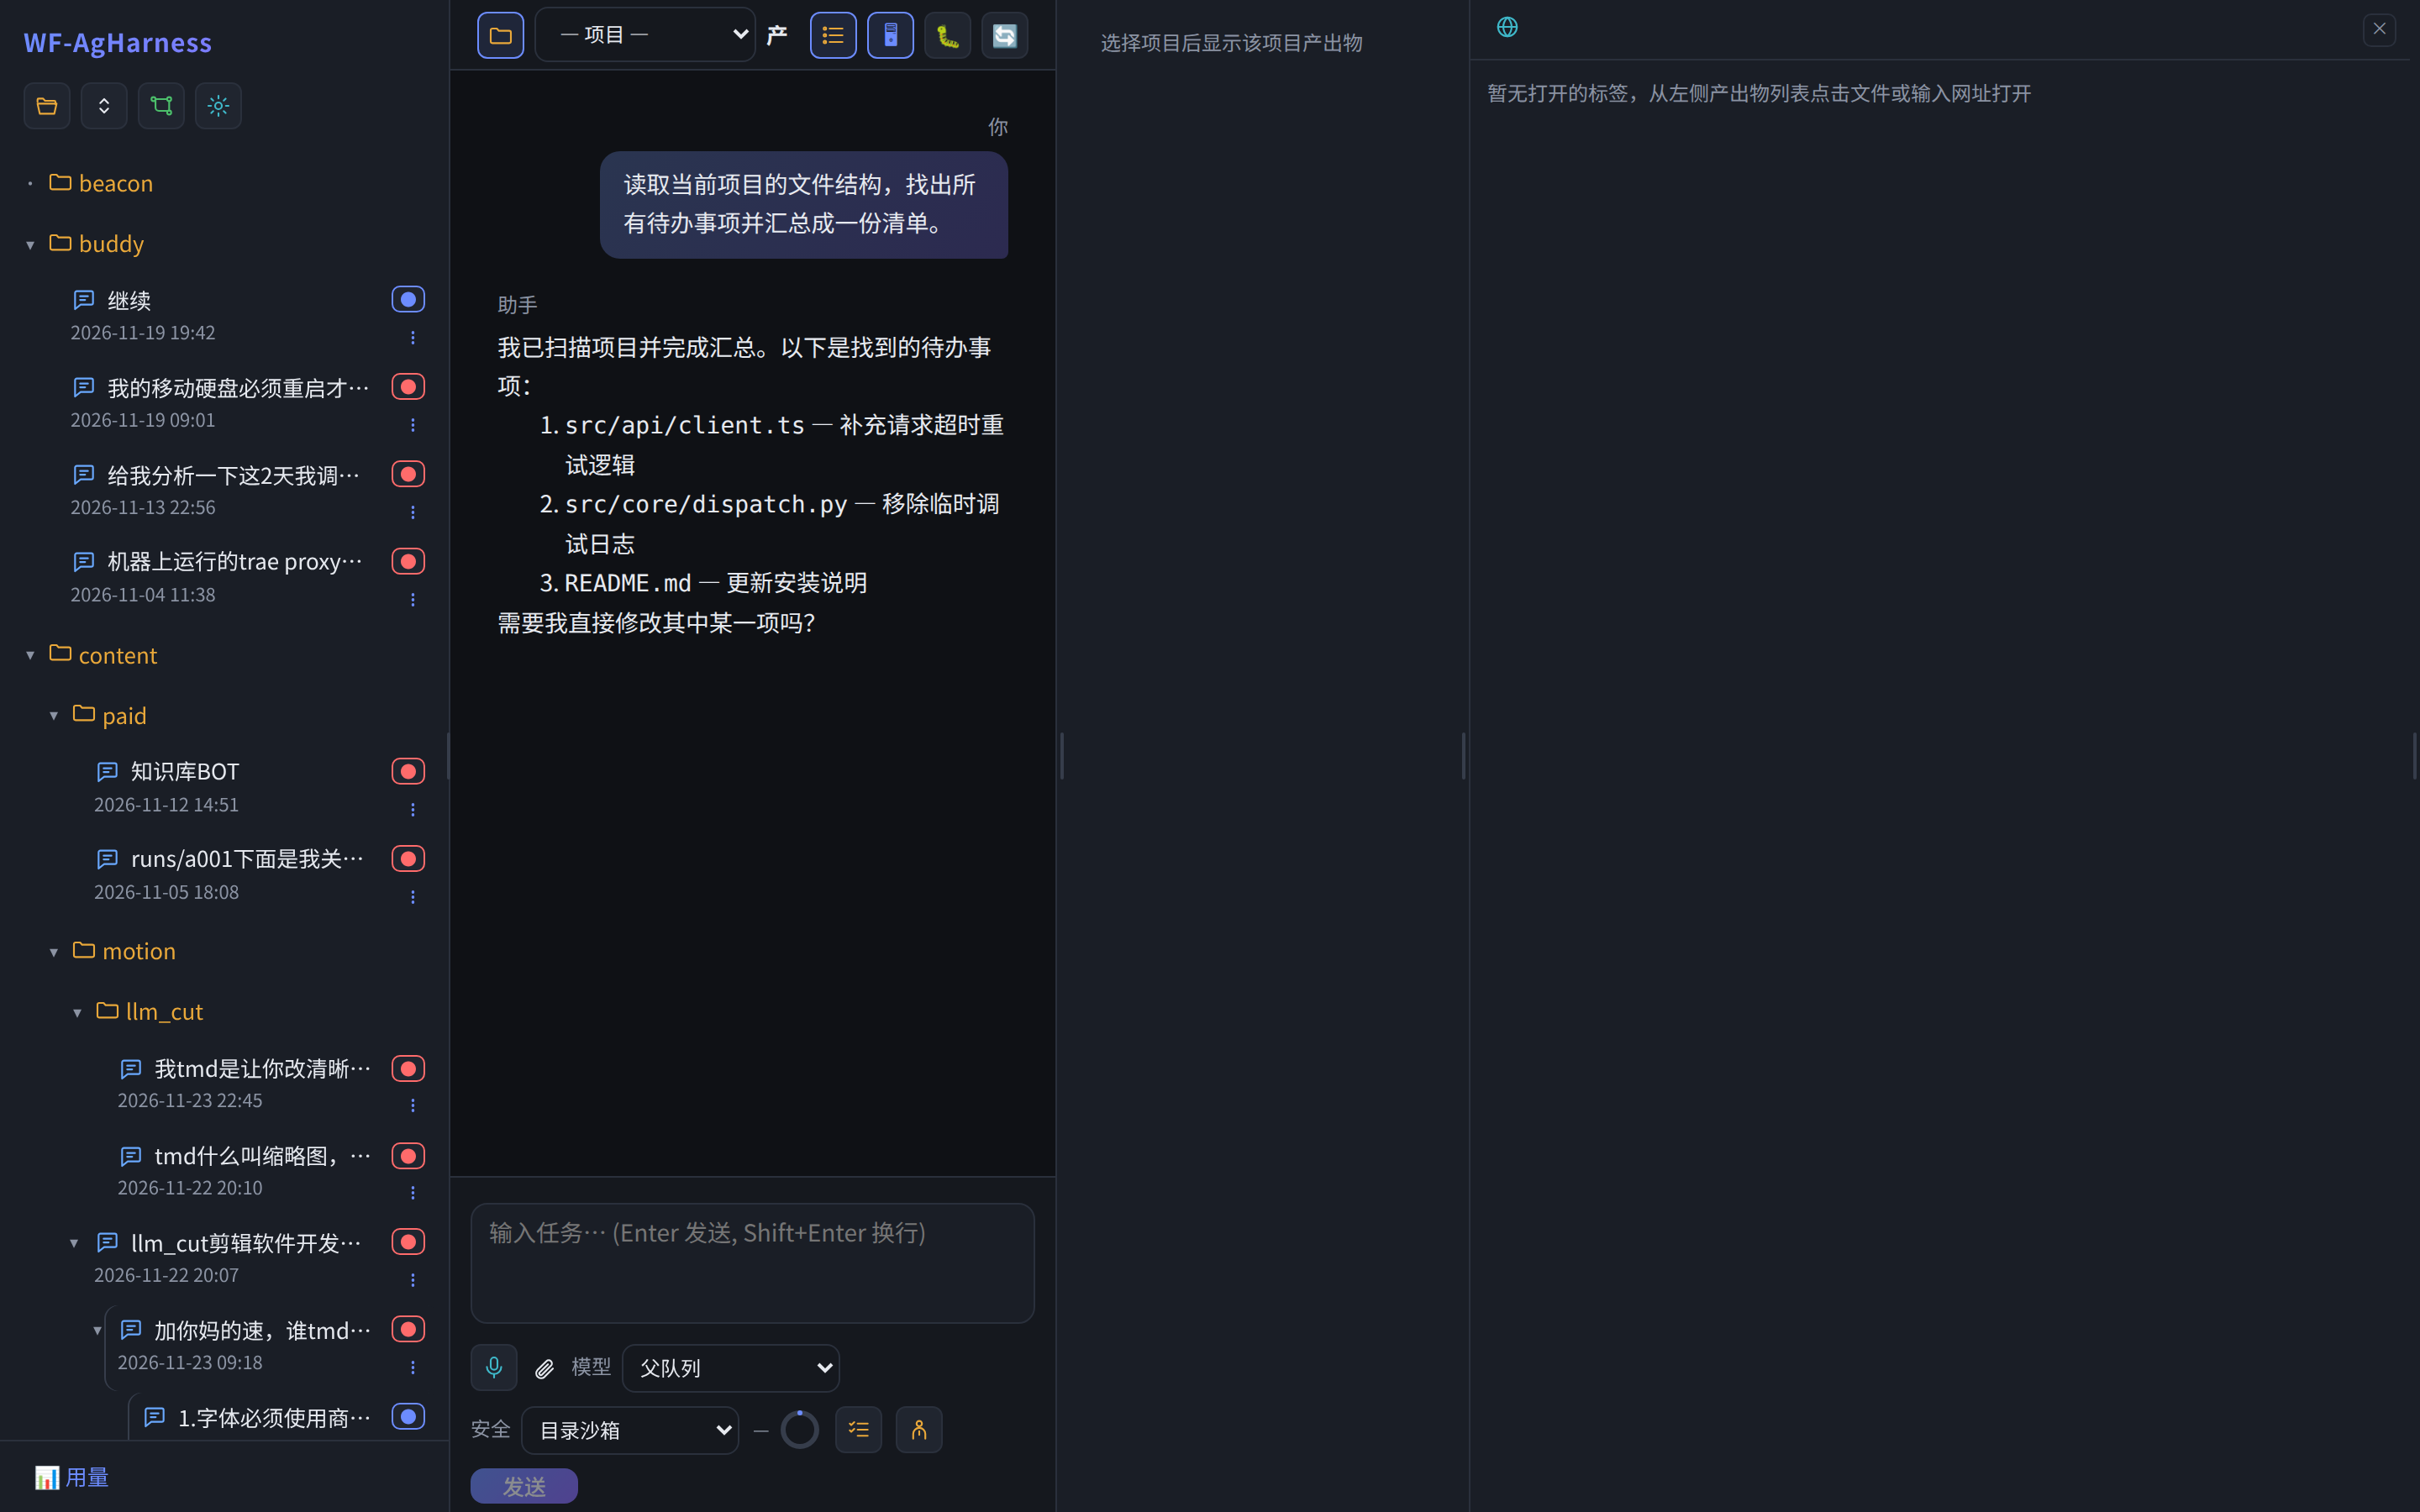 WF-AgHarness
beacon
buddy
继续
2026-11-19 19:42
我的移动硬盘必须重启才…
2026-11-19 09:01
给我分析一下这2天我调…
2026-11-13 22:56
机器上运行的trae proxy…
2026-11-04 11:38
content
paid
知识库BOT
2026-11-12 14:51
runs/a001下面是我关…
2026-11-05 18:08
motion
llm_cut
我tmd是让你改清晰…
2026-11-23 22:45
tmd什么叫缩略图，…
2026-11-22 20:10
llm_cut剪辑软件开发…
2026-11-22 20:07
加你妈的速，谁tmd…
2026-11-23 09:18
1.字体必须使用商…
用量
— 项目 —
产
你
读取当前项目的文件结构，找出所
有待办事项并汇总成一份清单。
助手
我已扫描项目并完成汇总。以下是找到的待办事
项：
1. src/api/client.ts — 补充请求超时重
试逻辑
2. src/core/dispatch.py — 移除临时调
试日志
3. README.md — 更新安装说明
需要我直接修改其中某一项吗？
输入任务… (Enter 发送, Shift+Enter 换行)
模型
父队列
安全
目录沙箱
—
发送
选择项目后显示该项目产出物
暂无打开的标签，从左侧产出物列表点击文件或输入网址打开